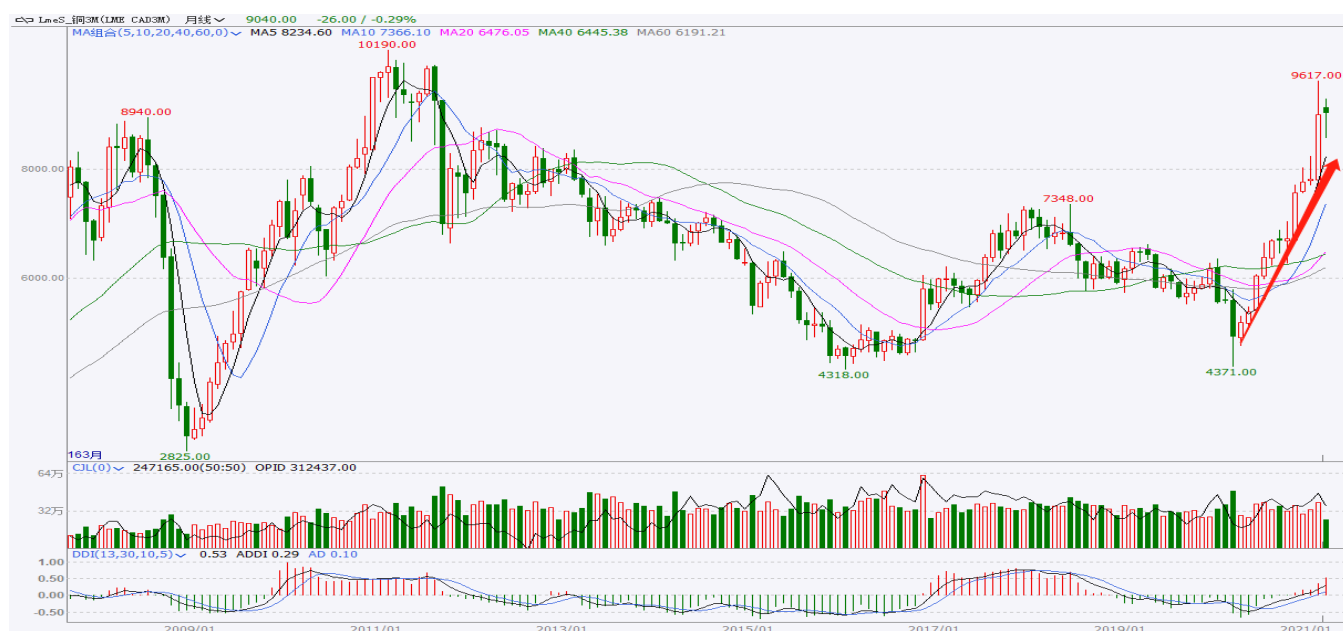 LmeS_铜3M(LME CAD3M) 月线 9040.00 -26.00 / -0.29%
MA组合(5,10,20,40,60,0) MA5 8234.60 MA10 7366.10 MA20 6476.05 MA40 6445.38 MA60 6191.21
10190.00
9617.00
8940.00
8000.00
7348.00
6000.00
4318.00
4371.00
2825.00
163月
CJL(0) 247165.00(50:50) OPID 312437.00
64万
32万
DDI(13,30,10,5) 0.53 ADDI 0.29 AD 0.10
1.00
0.50
0.00
-0.50
2009/01 2011/01 2013/01 2015/01 2017/01 2019/01 2021/01